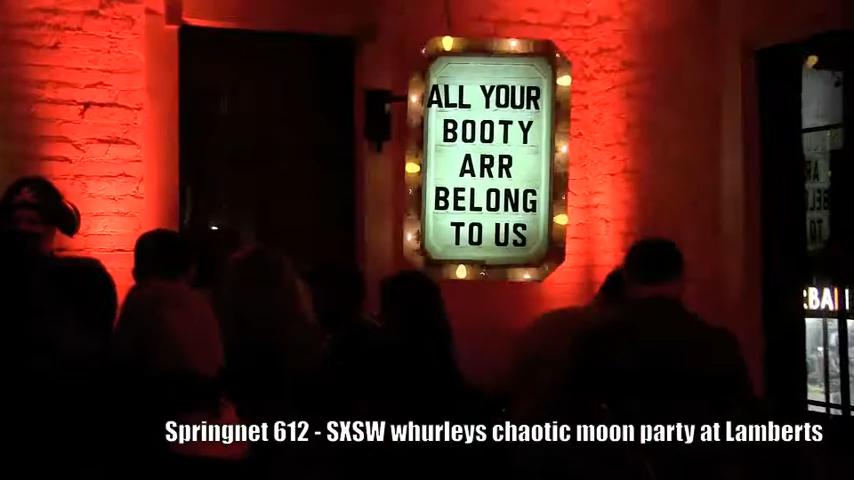 ALL YOUR
BOOTY
ARR
BELONG
TO US
Springnet 612 - SXSW whurleys chaotic moon party at Lamberts